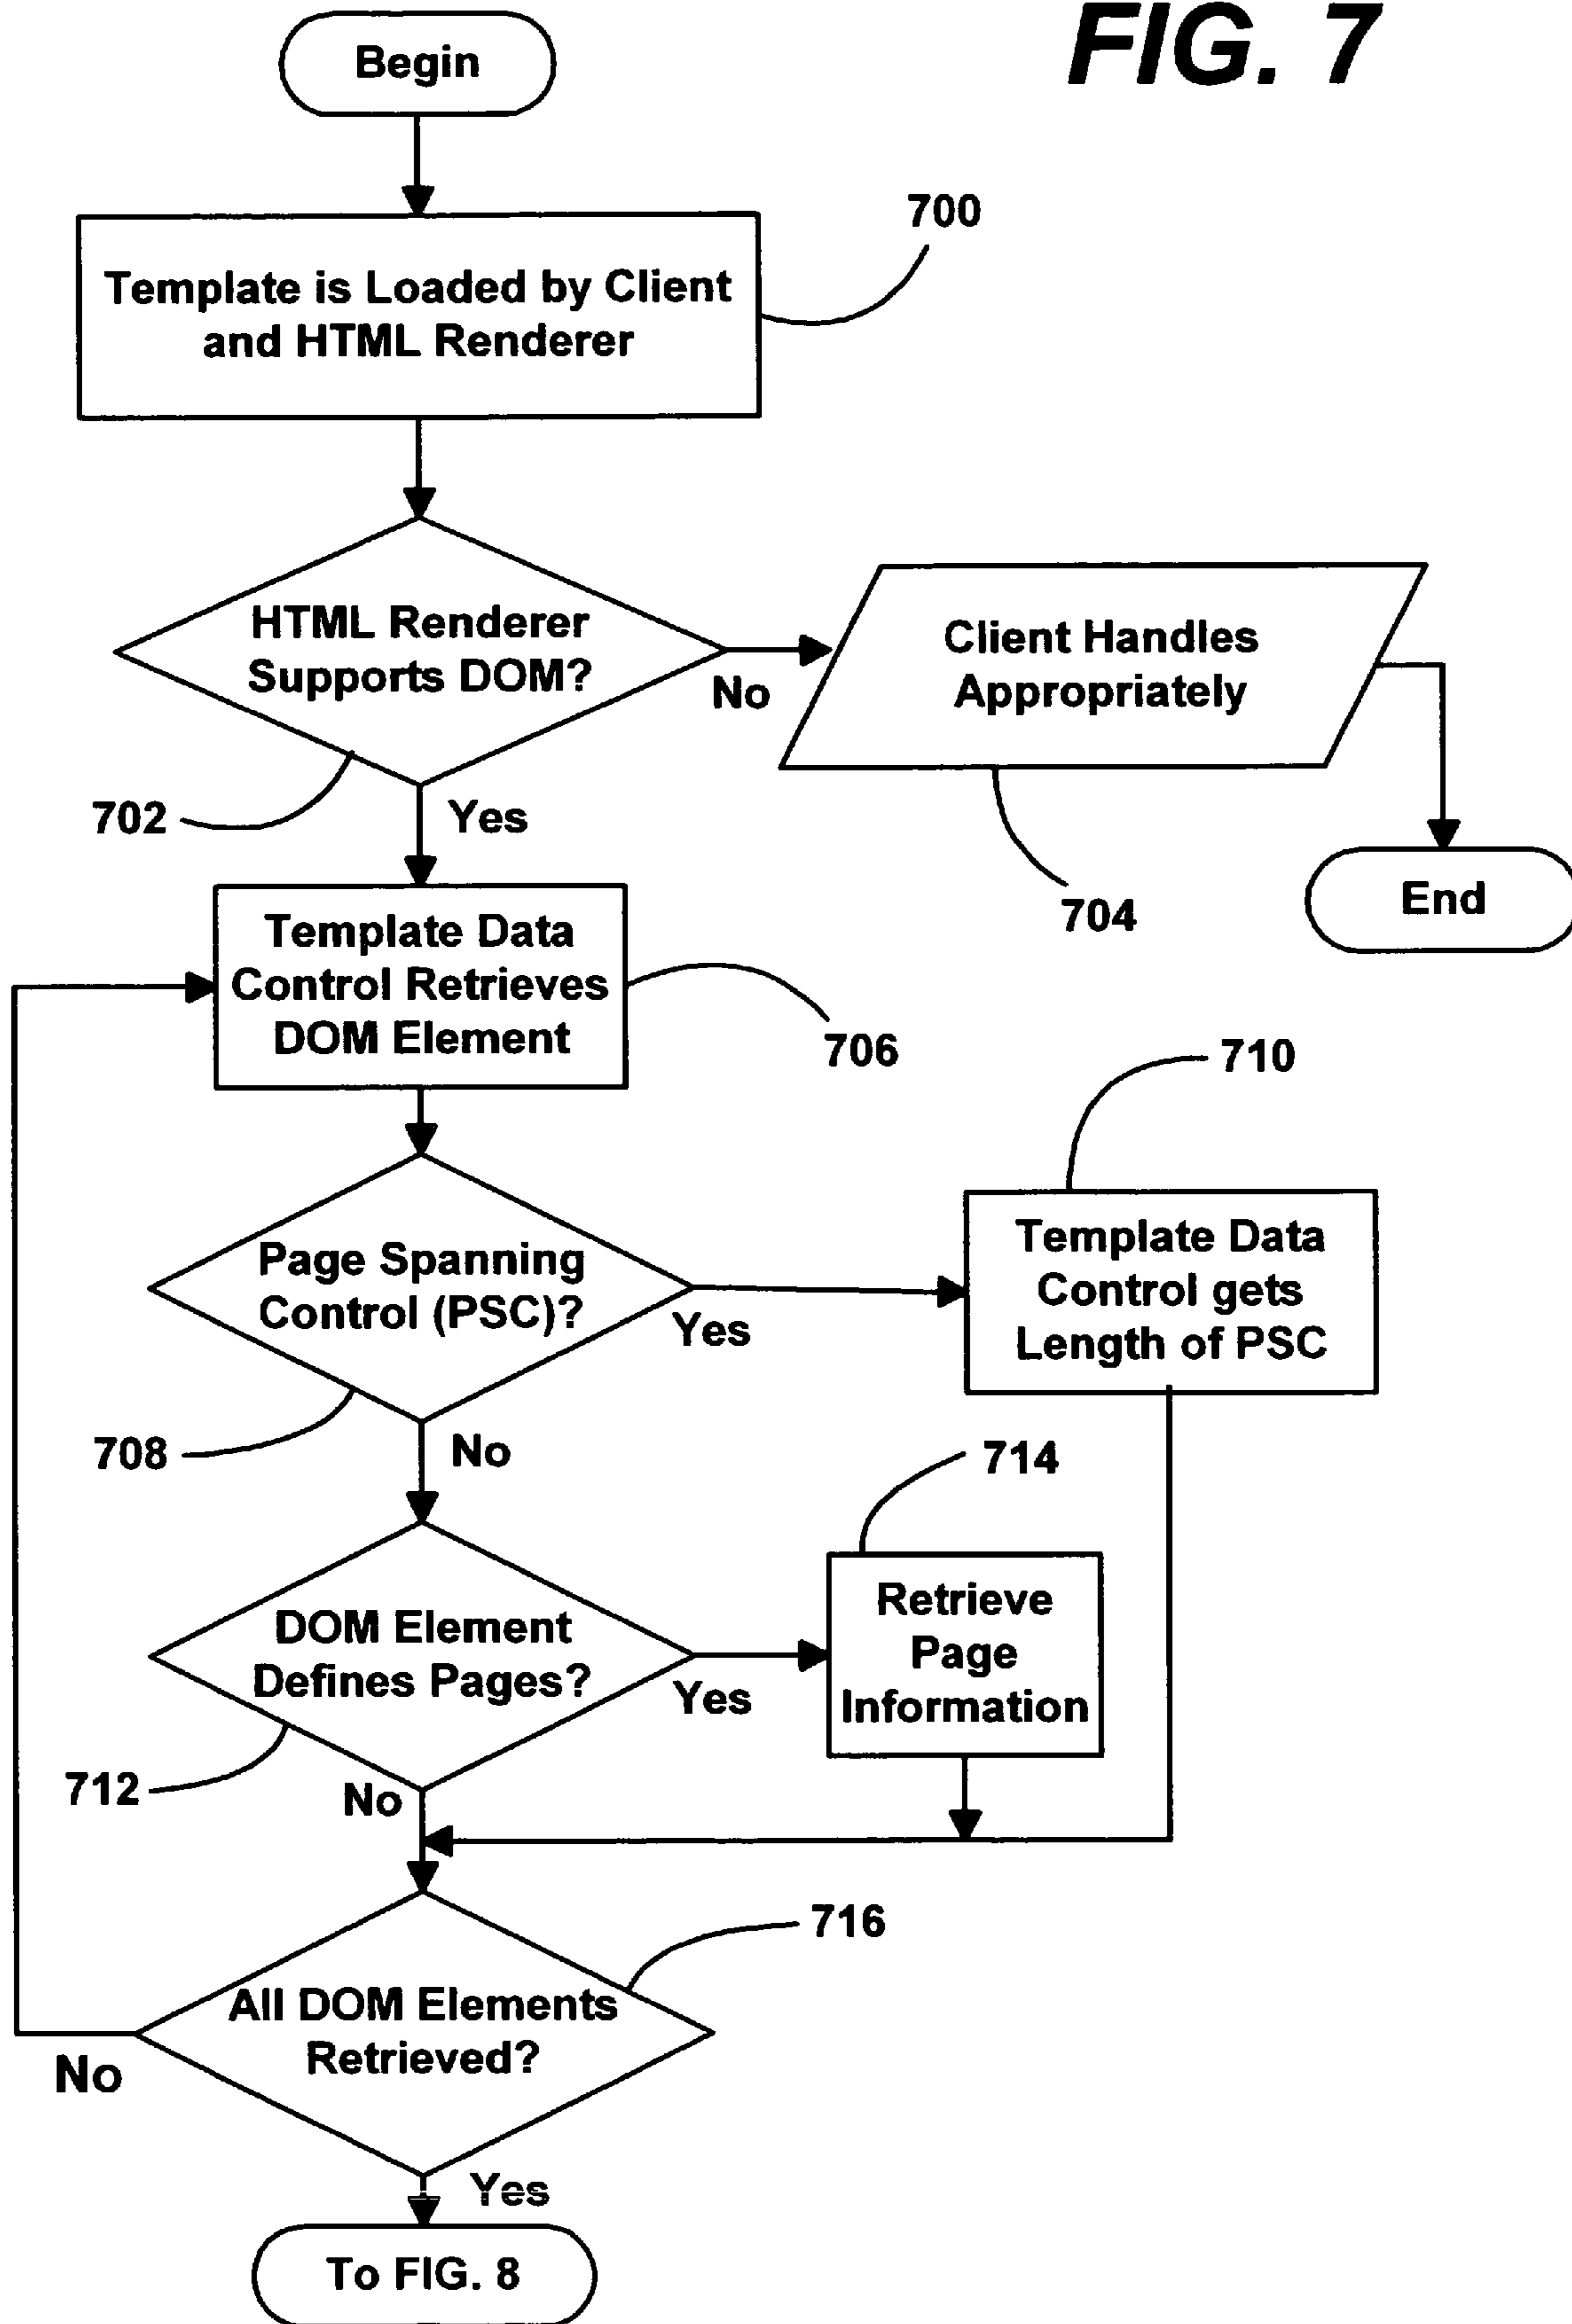 FIG. 7
Begin
700
Template is Loaded by Client
and HTML Renderer
HTML Renderer
Supports DOM?
No
Client Handles
Appropriately
702
Yes
704
End
Template Data
Control Retrieves
DOM Element
706
710
Page Spanning
Control (PSC)?
Yes
Template Data
Control gets
Length of PSC
708
No
714
DOM Element
Defines Pages?
Yes
Retrieve
Page
Information
712
No
716
All DOM Elements
Retrieved?
No
Yes
To FIG. 8